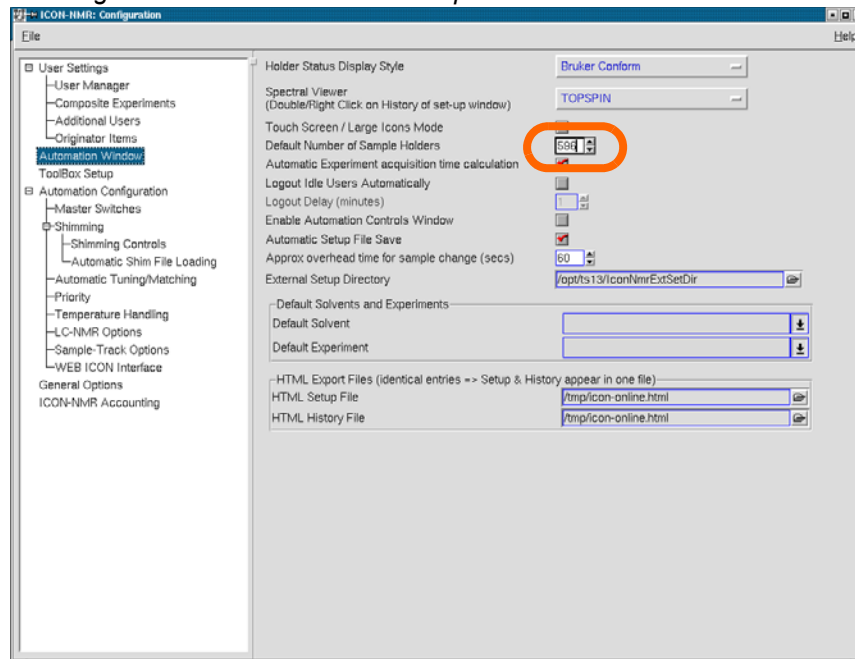 ICON-NMR: Configuration
File
Help
User Settings
User Manager
Composite Experiments
Additional Users
Originator Items
Automation Window
ToolBox Setup
Automation Configuration
Master Switches
Shimming
Shimming Controls
Automatic Shim File Loading
Automatic Tuning/Matching
Priority
Temperature Handling
LC-NMR Options
Sample-Track Options
WEB ICON Interface
General Options
ICON-NMR Accounting
Holder Status Display Style Bruker Conform
Spectral Viewer
(Double/Right Click on History of set-up window) TOPSPIN
Touch Screen / Large Icons Mode
Default Number of Sample Holders 596
Automatic Experiment acquisition time calculation
Logout Idle Users Automatically
Logout Delay (minutes) 1
Enable Automation Controls Window
Automatic Setup File Save
Approx overhead time for sample change (secs) 60
External Setup Directory /opt/ts13/IconNmrExtSetDir
Default Solvents and Experiments
Default Solvent
Default Experiment
HTML Export Files (identical entries => Setup & History appear in one file)
HTML Setup File /tmp/icon-online.html
HTML History File /tmp/icon-online.html